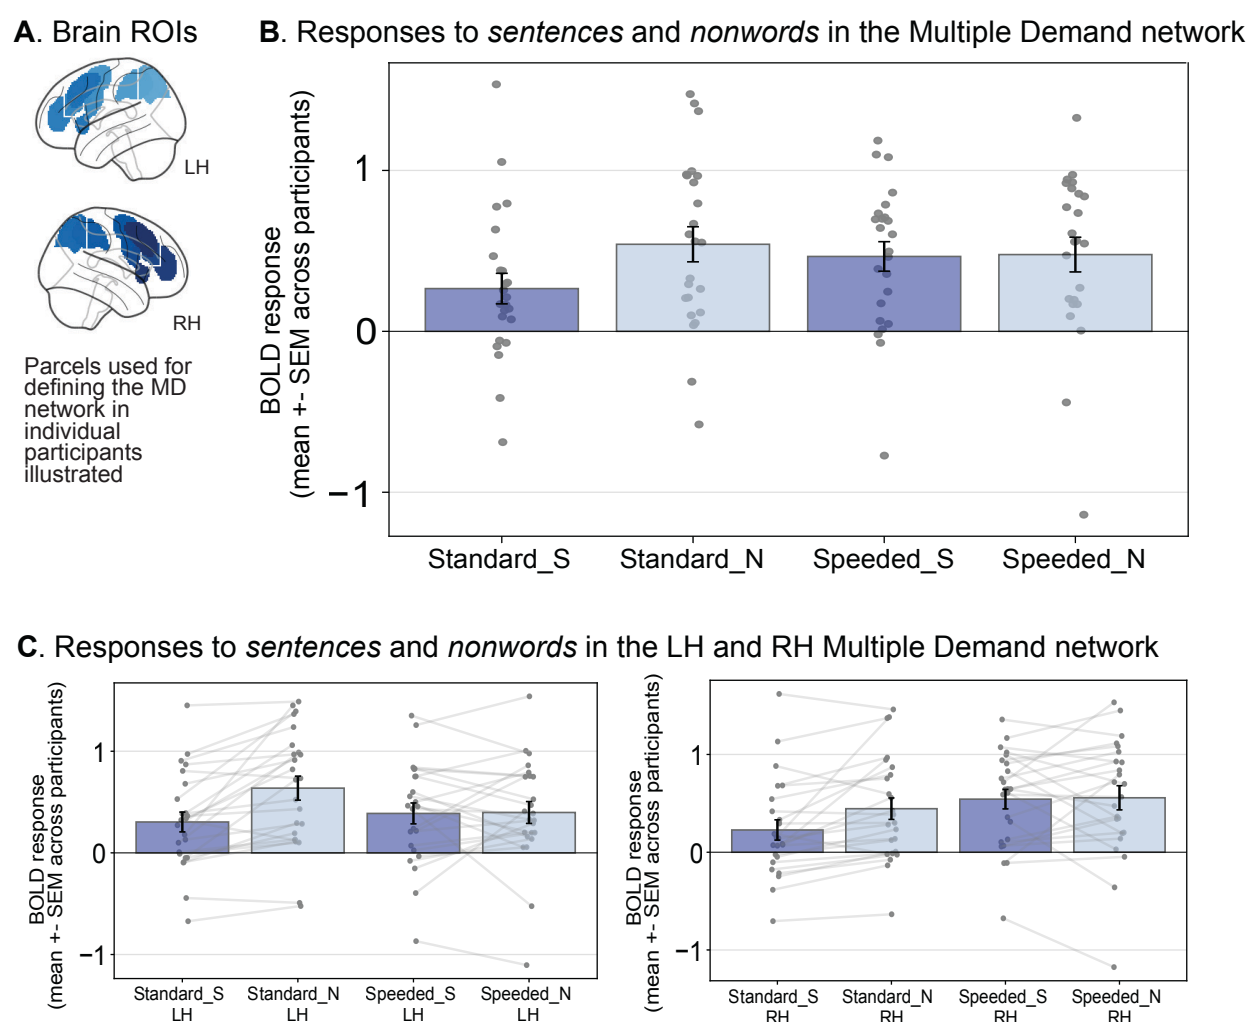 A. Brain ROIs
LH
RH
Parcels used for
defining the MD
network in
individual
participants
illustrated
B. Responses to sentences and nonwords in the Multiple Demand network
BOLD response
(mean +- SEM across participants)
1
0
−1
Standard_S
Standard_N
Speeded_S
Speeded_N
C. Responses to sentences and nonwords in the LH and RH Multiple Demand network
BOLD response
(mean +- SEM across participants)
1
0
−1
Standard_S
LH
Standard_N
LH
Speeded_S
LH
Speeded_N
LH
BOLD response
(mean +- SEM across participants)
1
0
−1
Standard_S
RH
Standard_N
RH
Speeded_S
RH
Speeded_N
RH